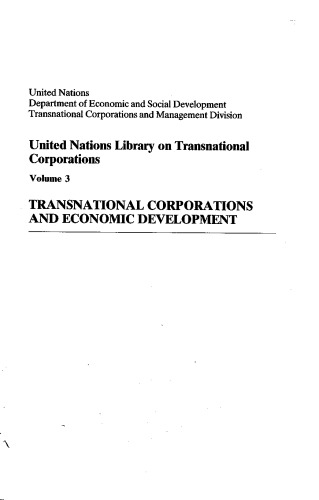 United Nations
Department of Economic and Social Development
Transnational Corporations and Management Division
United Nations Library on Transnational
Corporations
Volume 3
TRANSNATIONAL CORPORATIONS
AND ECONOMIC DEVELOPMENT